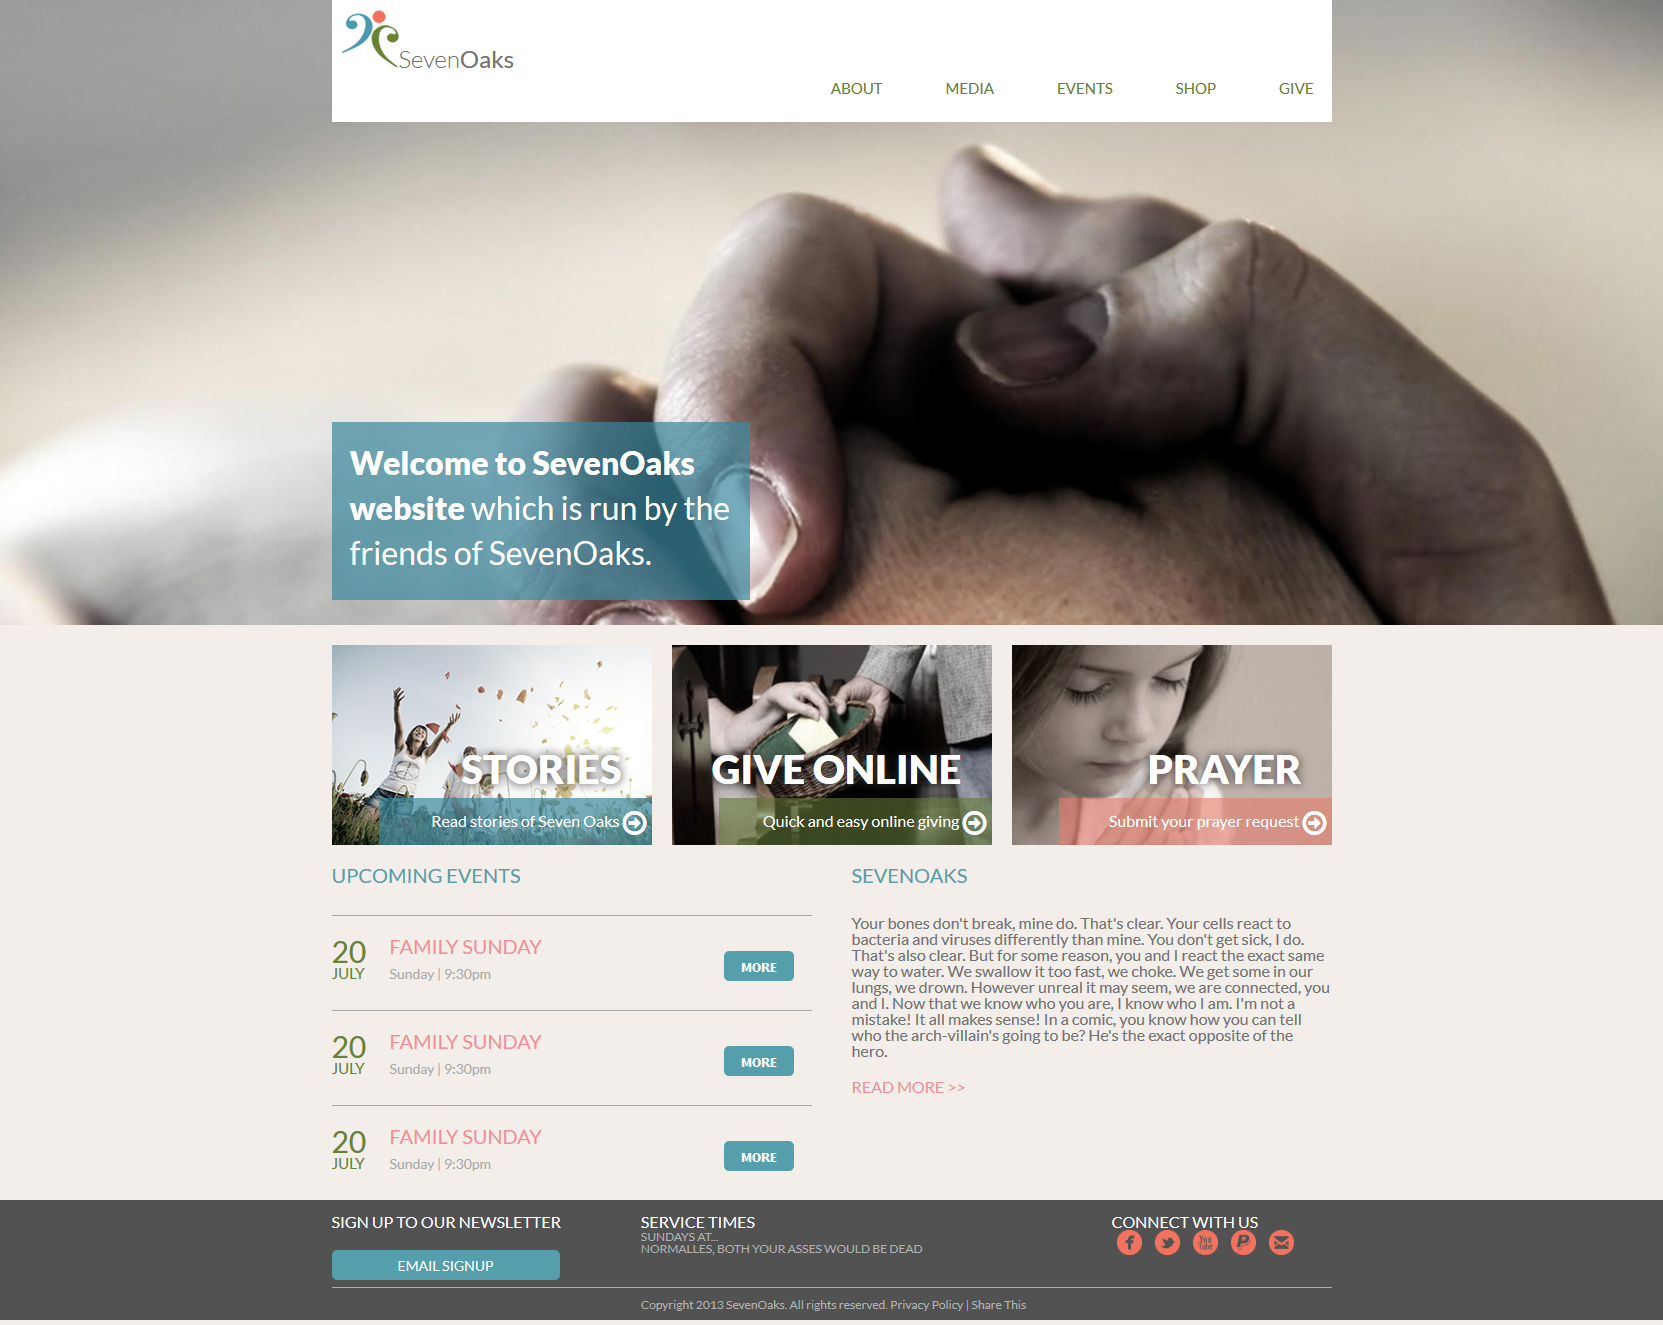 SevenOaks
ABOUT MEDIA EVENTS SHOP GIVE
Welcome to SevenOaks
website which is run by the
friends of SevenOaks.
STORIES
Read stories of Seven Oaks
GIVE ONLINE
Quick and easy online giving
PRAYER
Submit your prayer request
UPCOMING EVENTS
20
JULY
FAMILY SUNDAY
Sunday | 9:30pm
MORE
20
JULY
FAMILY SUNDAY
Sunday | 9:30pm
MORE
20
JULY
FAMILY SUNDAY
Sunday | 9:30pm
MORE
SEVENOAKS
Your bones don't break, mine do. That's clear. Your cells react to
bacteria and viruses differently than mine. You don't get sick, I do.
That's also clear. But for some reason, you and I react the exact same
way to water. We swallow it too fast, we choke. We get some in our
lungs, we drown. However unreal it may seem, we are connected, you
and I. Now that we know who you are, I know who I am. I'm not a
mistake! It all makes sense! In a comic, you know how you can tell
who the arch-villain's going to be? He's the exact opposite of the
hero.
READ MORE >>
SIGN UP TO OUR NEWSLETTER
EMAIL SIGNUP
SERVICE TIMES
SUNDAYS AT...
NORMALLES, BOTH YOUR ASSES WOULD BE DEAD
CONNECT WITH US
You
Tube
Copyright 2013 SevenOaks. All rights reserved. Privacy Policy | Share This